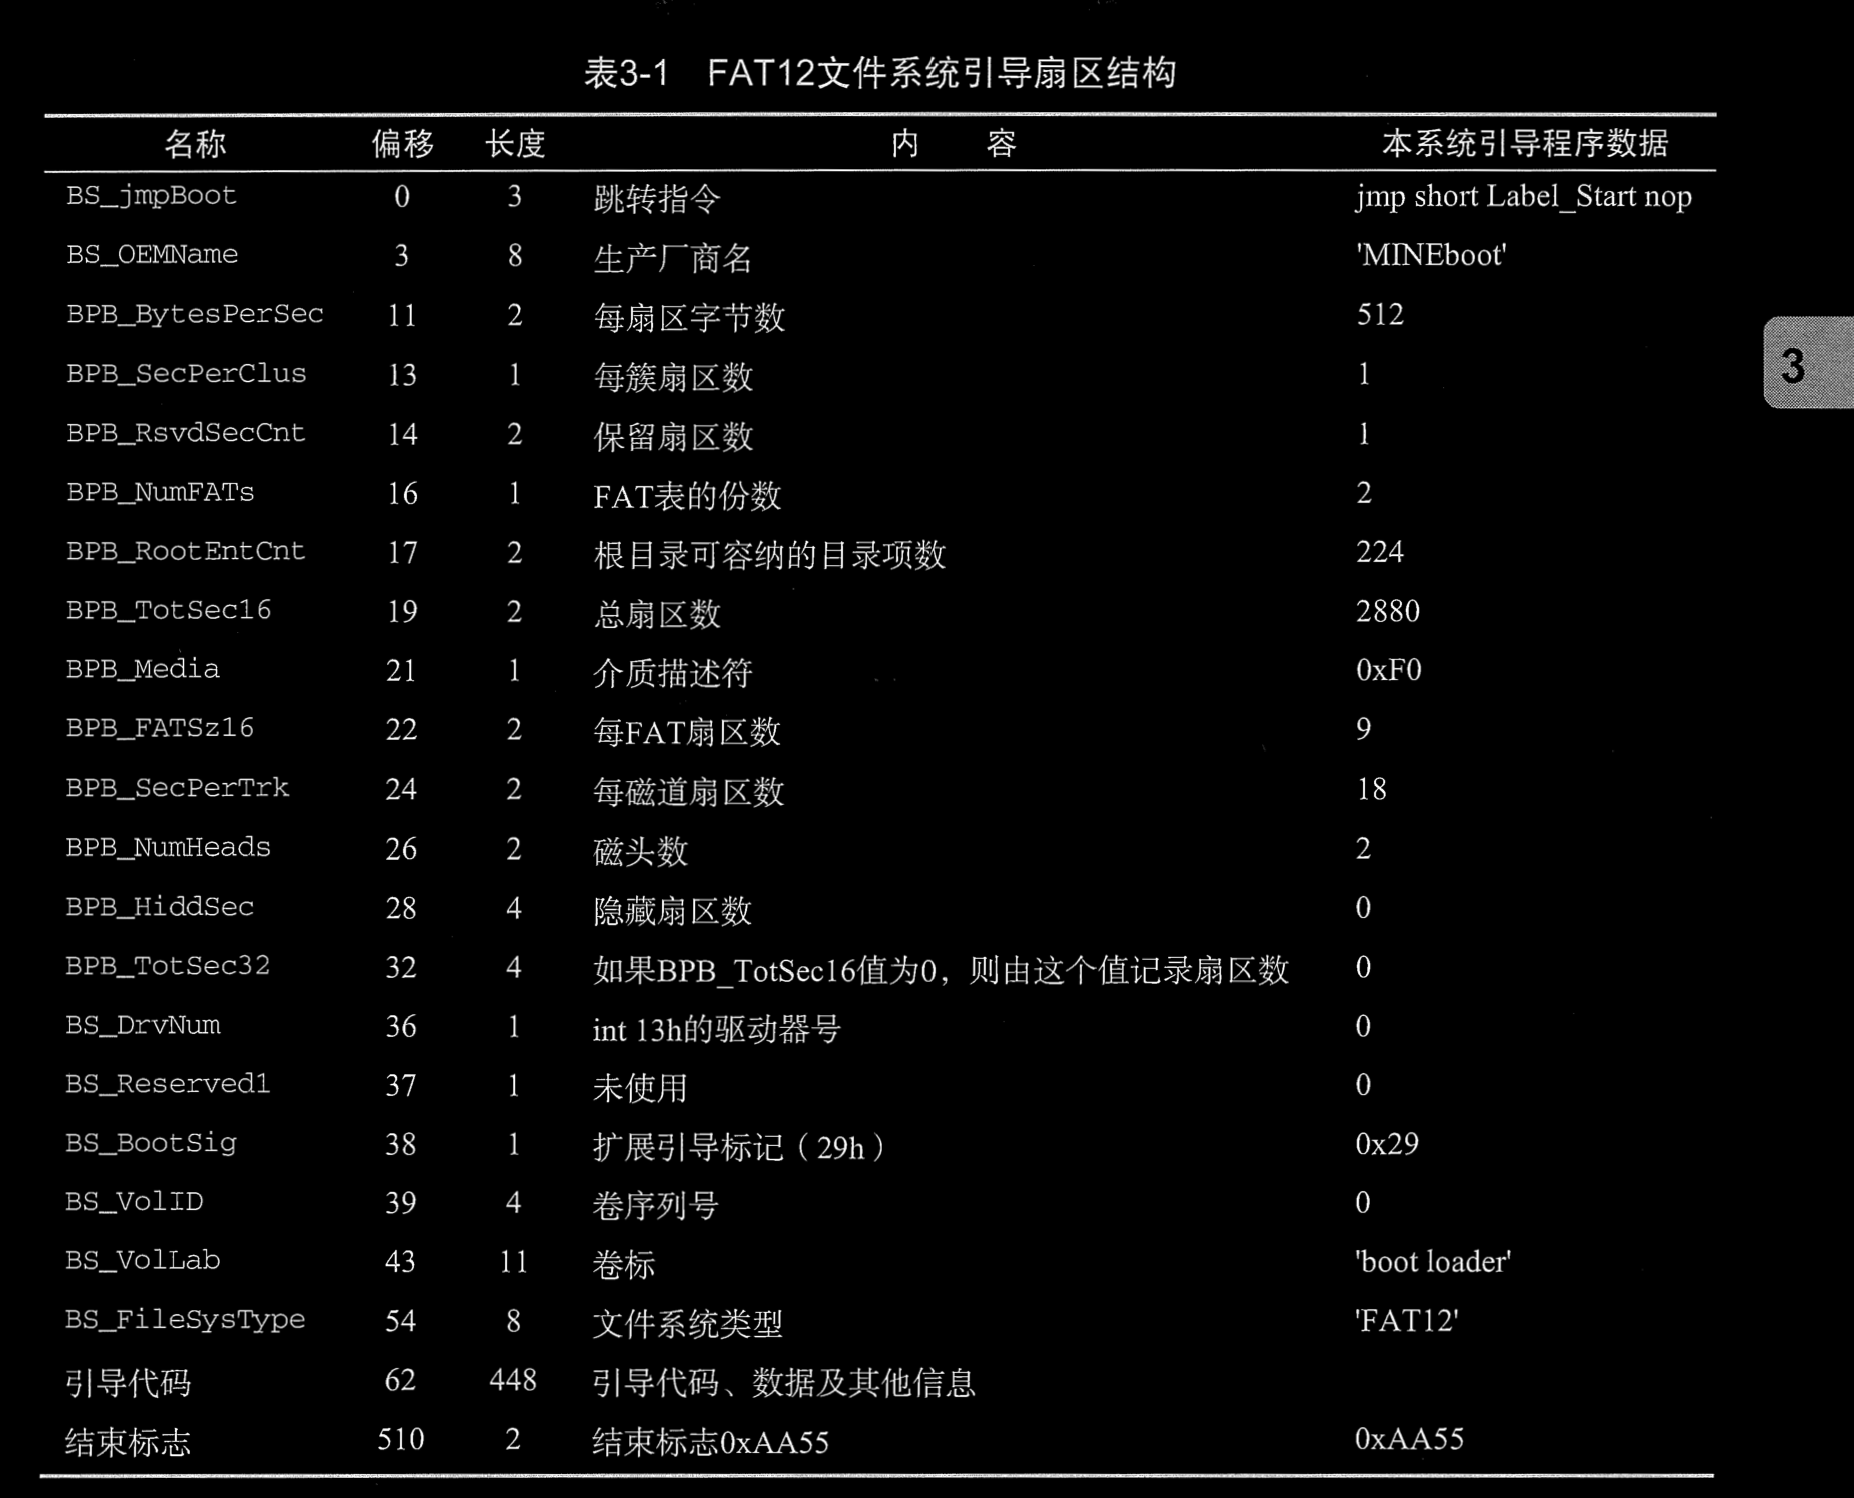 表3-1 FAT12文件系统引导扇区结构
名称 偏移 长度 内 容 本系统引导程序数据
BS_jmpBoot 0 3 跳转指令 jmp short Label_Start nop
BS_OEMName 3 8 生产厂商名 'MINEboot'
BPB_BytesPerSec 11 2 每扇区字节数 512
BPB_SecPerClus 13 1 每簇扇区数 1
BPB_RsvdSecCnt 14 2 保留扇区数 1
BPB_NumFATs 16 1 FAT表的份数 2
BPB_RootEntCnt 17 2 根目录可容纳的目录项数 224
BPB_TotSec16 19 2 总扇区数 2880
BPB_Media 21 1 介质描述符 0xF0
BPB_FATSz16 22 2 每FAT扇区数 9
BPB_SecPerTrk 24 2 每磁道扇区数 18
BPB_NumHeads 26 2 磁头数 2
BPB_HiddSec 28 4 隐藏扇区数 0
BPB_TotSec32 32 4 如果BPB_TotSec16值为0，则由这个值记录扇区数 0
BS_DrvNum 36 1 int 13h的驱动器号 0
BS_Reserved1 37 1 未使用 0
BS_BootSig 38 1 扩展引导标记（29h） 0x29
BS_VolID 39 4 卷序列号 0
BS_VolLab 43 11 卷标 'boot loader'
BS_FileSysType 54 8 文件系统类型 'FAT12'
引导代码 62 448 引导代码、数据及其他信息
结束标志 510 2 结束标志0xAA55 0xAA55
3